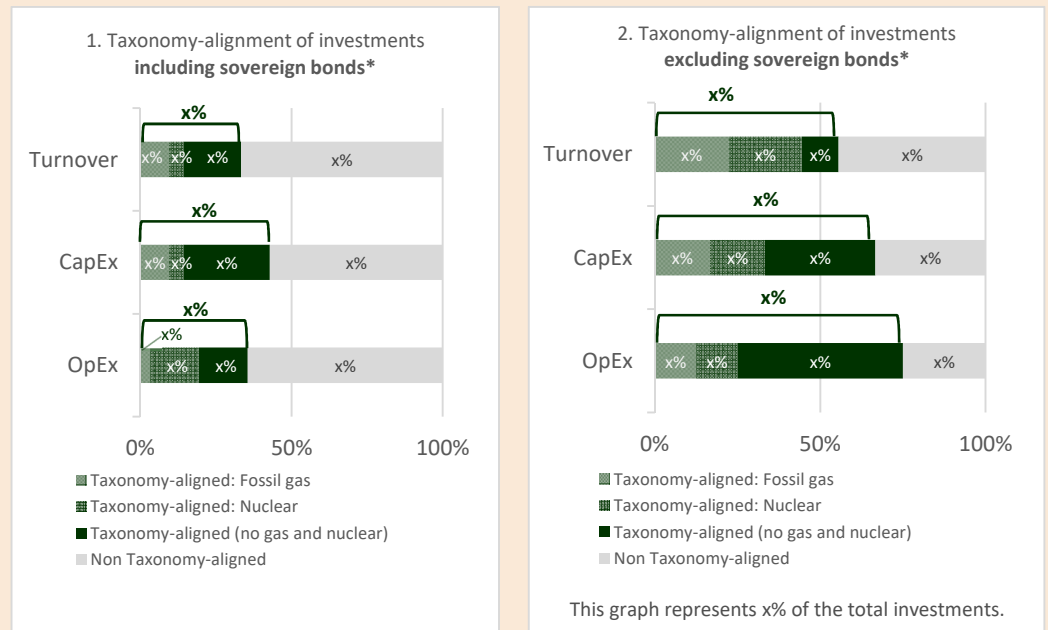 1. Taxonomy-alignment of investments
including sovereign bonds*
x%
Turnover
x% x% x% x%
x%
CapEx
x% x% x% x%
x%
x%
OpEx
x% x% x%
0% 50% 100%
Taxonomy-aligned: Fossil gas
Taxonomy-aligned: Nuclear
Taxonomy-aligned (no gas and nuclear)
Non Taxonomy-aligned
2. Taxonomy-alignment of investments
excluding sovereign bonds*
x%
Turnover
x% x% x% x%
x%
CapEx
x% x% x% x%
x%
OpEx
x% x% x% x%
0% 50% 100%
Taxonomy-aligned: Fossil gas
Taxonomy-aligned: Nuclear
Taxonomy-aligned (no gas and nuclear)
Non Taxonomy-aligned
This graph represents x% of the total investments.